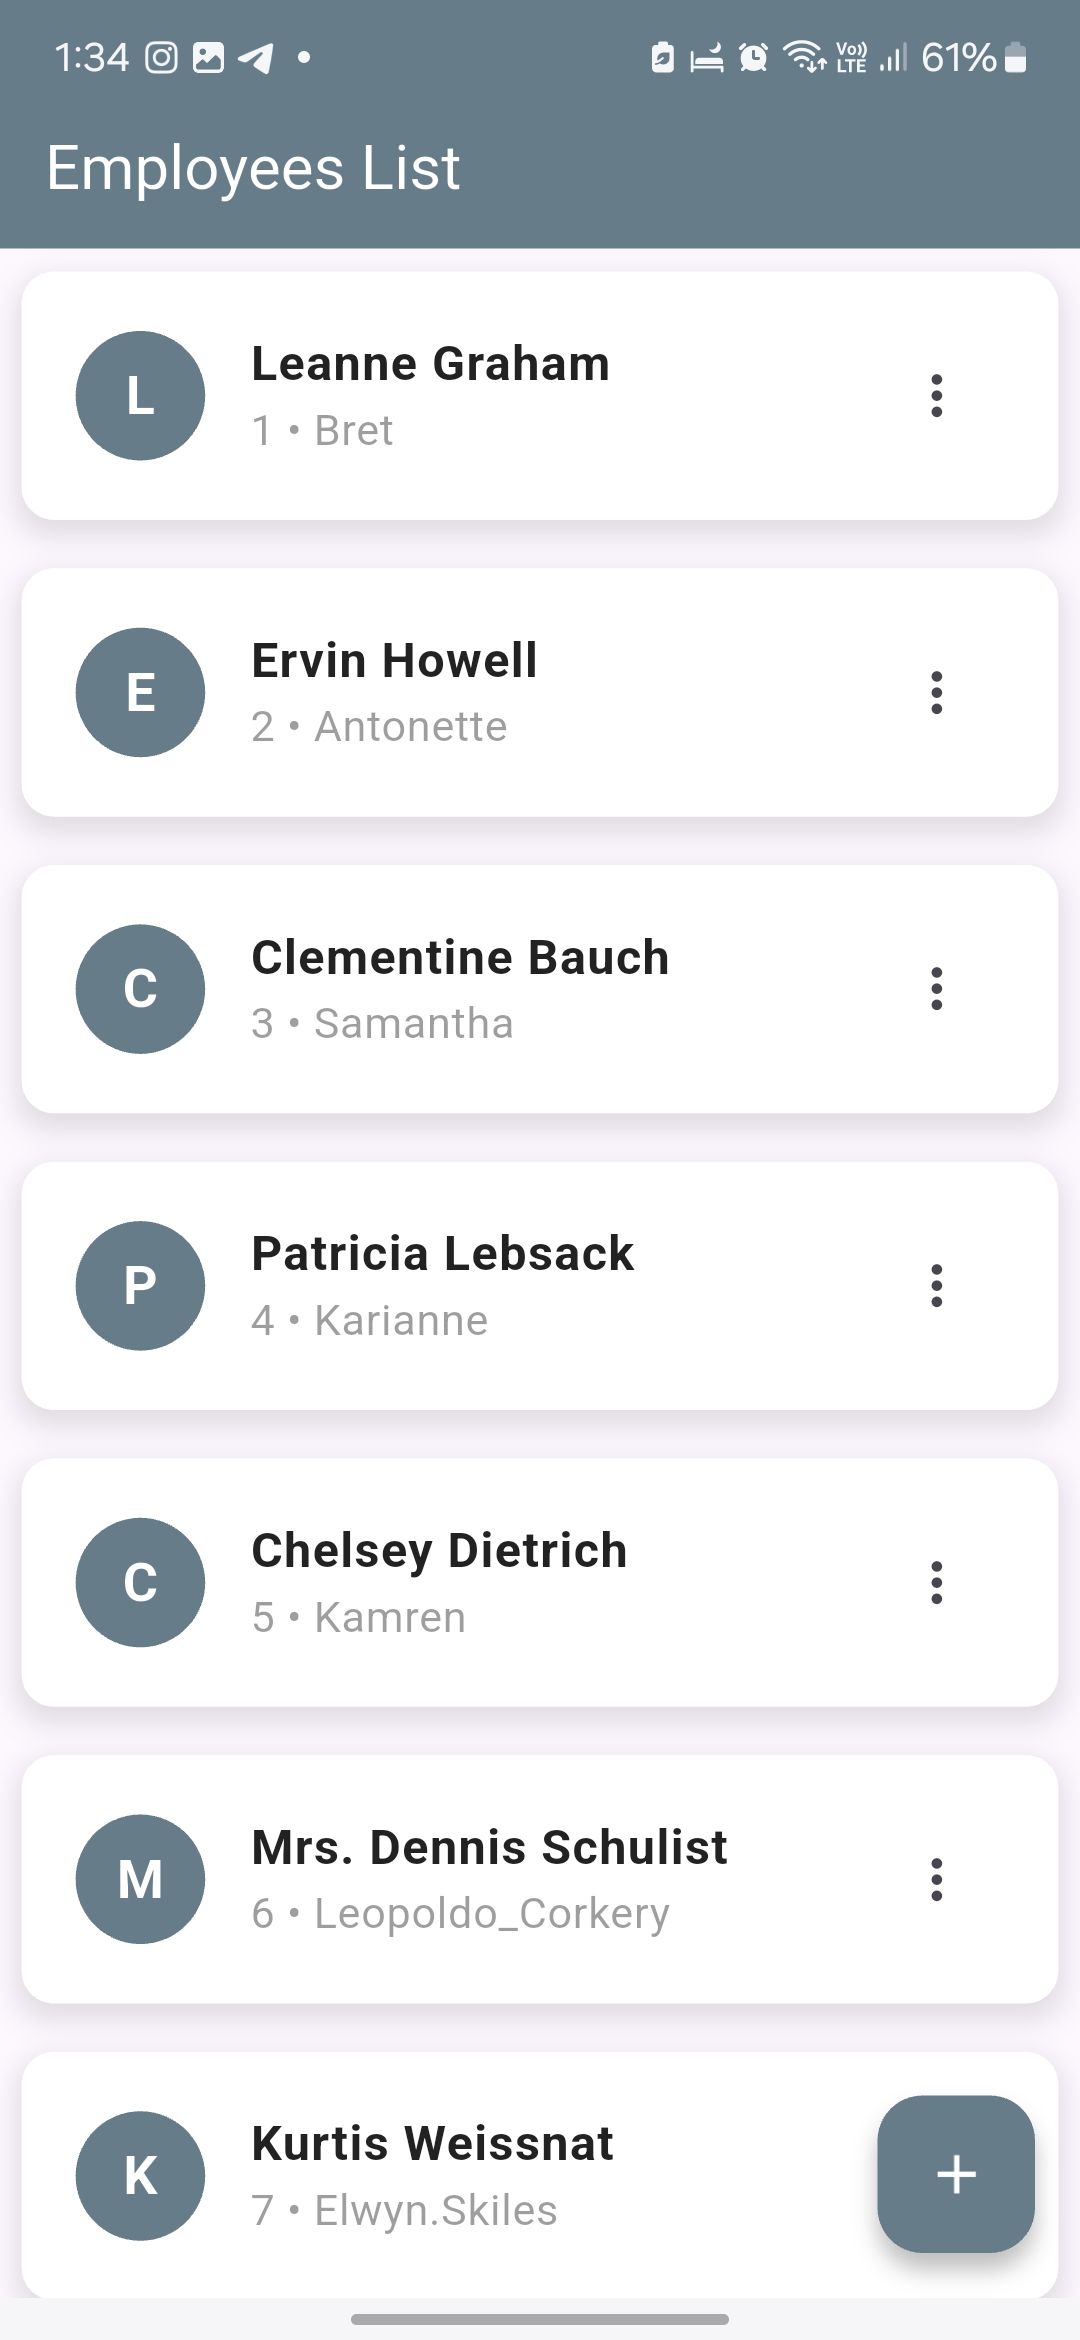 1:34 Vo)) LTE 61%
Employees List
L
Leanne Graham
1 • Bret
E
Ervin Howell
2 • Antonette
C
Clementine Bauch
3 • Samantha
P
Patricia Lebsack
4 • Karianne
C
Chelsey Dietrich
5 • Kamren
M
Mrs. Dennis Schulist
6 • Leopoldo_Corkery
K
Kurtis Weissnat
7 • Elwyn.Skiles
+